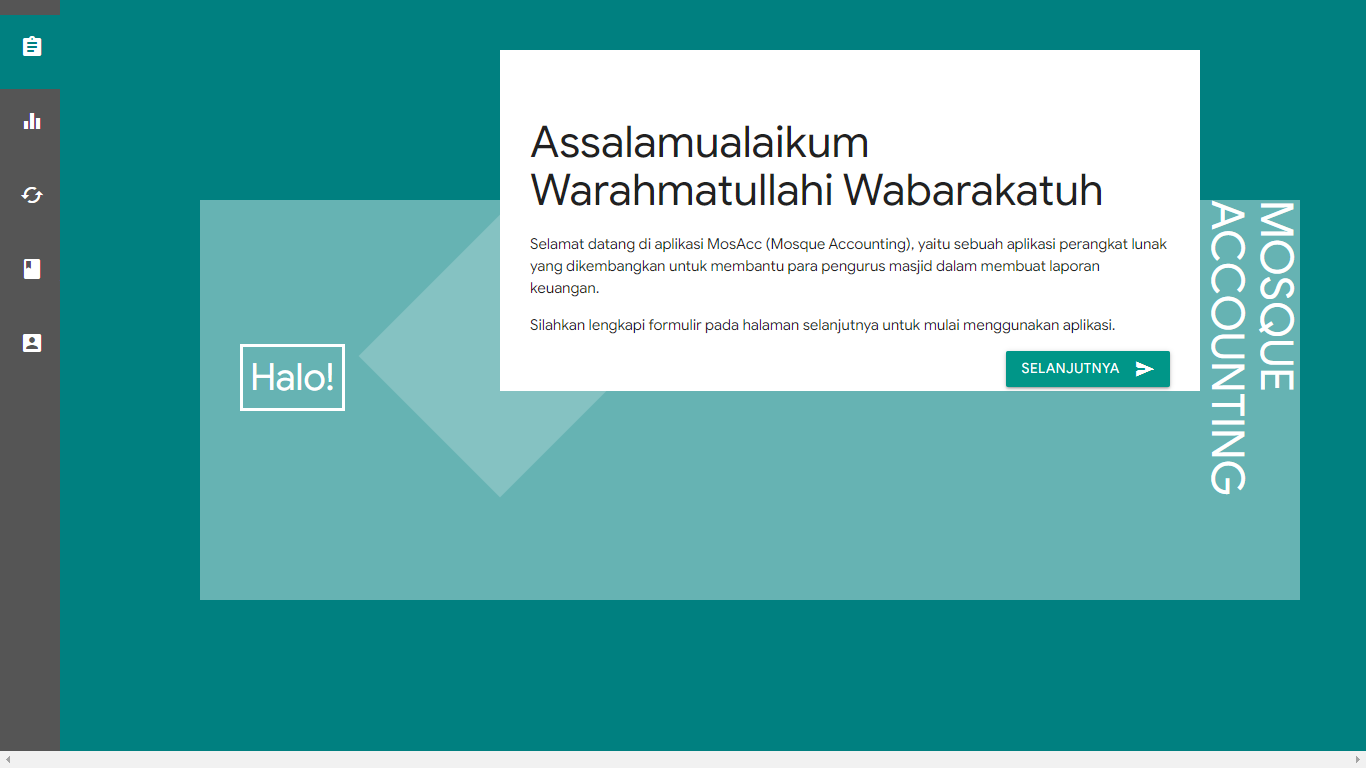 Assalamualaikum
Warahmatullahi Wabarakatuh
Selamat datang di aplikasi MosAcc (Mosque Accounting), yaitu sebuah aplikasi perangkat lunak
yang dikembangkan untuk membantu para pengurus masjid dalam membuat laporan
keuangan.
Silahkan lengkapi formulir pada halaman selanjutnya untuk mulai menggunakan aplikasi.
SELANJUTNYA
Halo!
MOSQUE
ACCOUNTING